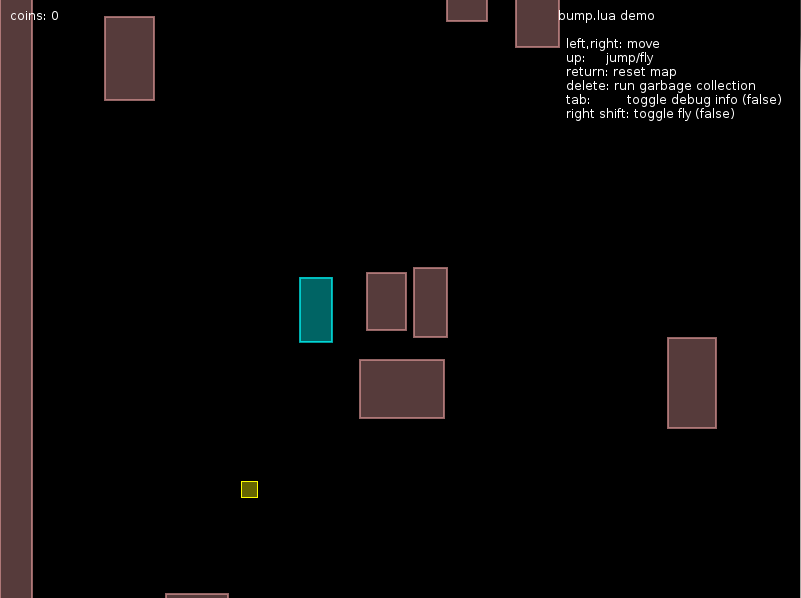 coins: 0
bump.lua demo
left,right: move
up: jump/fly
return: reset map
delete: run garbage collection
tab: toggle debug info (false)
right shift: toggle fly (false)